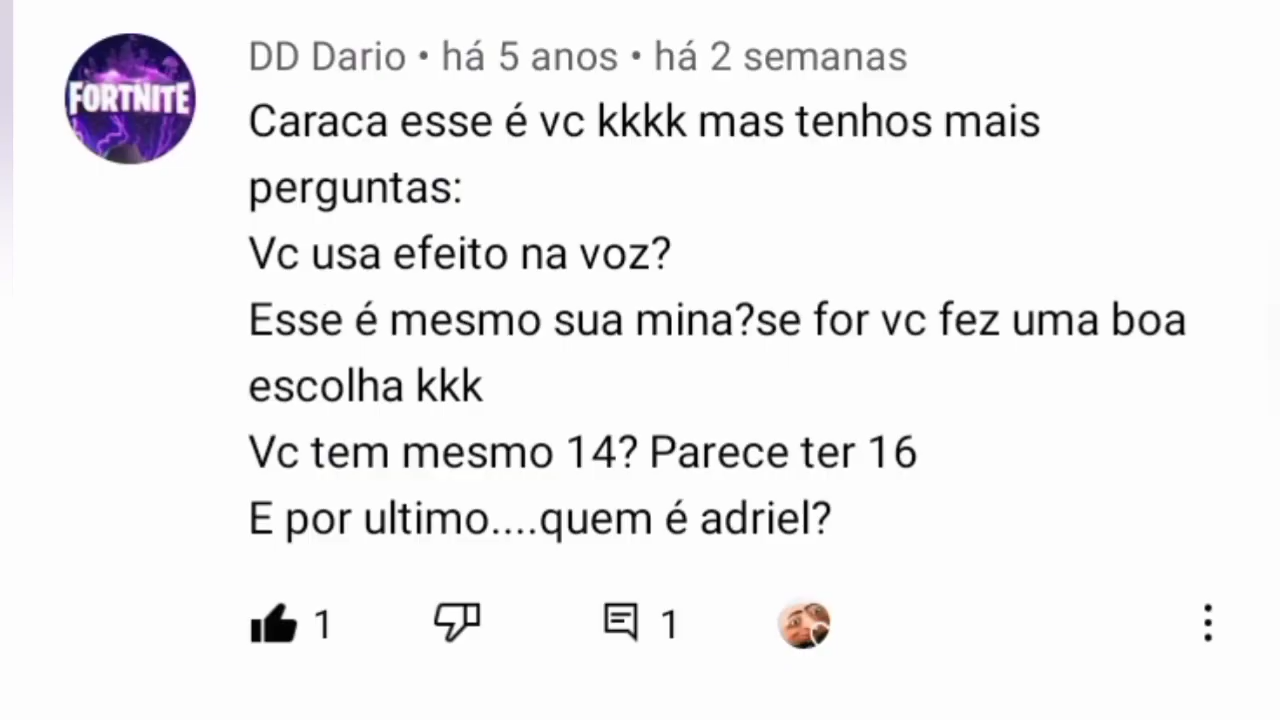 FORTNITE
DD Dario • há 5 anos • há 2 semanas
Caraca esse é vc kkkk mas tenhos mais
perguntas:
Vc usa efeito na voz?
Esse é mesmo sua mina?se for vc fez uma boa
escolha kkk
Vc tem mesmo 14? Parece ter 16
E por ultimo....quem é adriel?
1 1